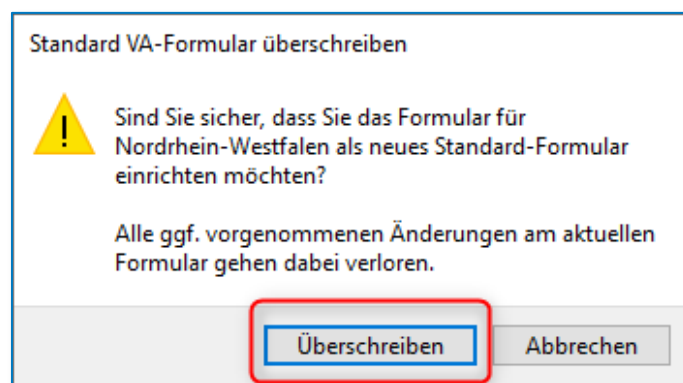 Standard VA-Formular überschreiben
Sind Sie sicher, dass Sie das Formular für
Nordrhein-Westfalen als neues Standard-Formular
einrichten möchten?
Alle ggf. vorgenommenen Änderungen am aktuellen
Formular gehen dabei verloren.
Überschreiben Abbrechen